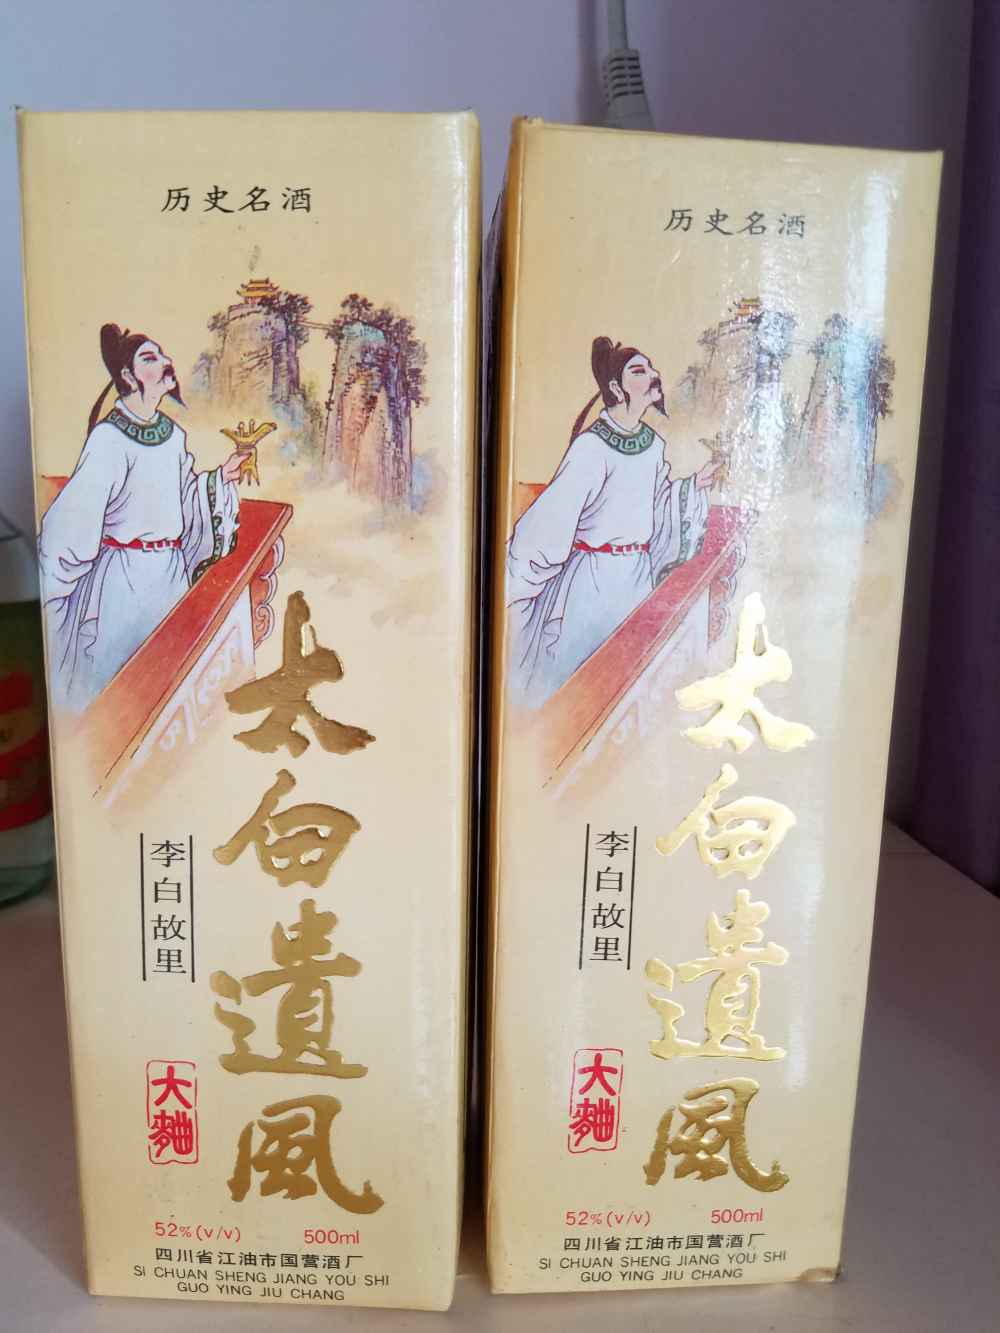 历史名酒
太白遗風
李白故里
大麯
52%(v/v) 500ml
四川省江油市国营酒厂
SI CHUAN SHENG JIANG YOU SHI
GUO YING JIU CHANG
历史名酒
太白遗風
李白故里
大麯
52%(v/v) 500ml
四川省江油市国营酒厂
SI CHUAN SHENG JIANG YOU SHI
GUO YING JIU CHANG